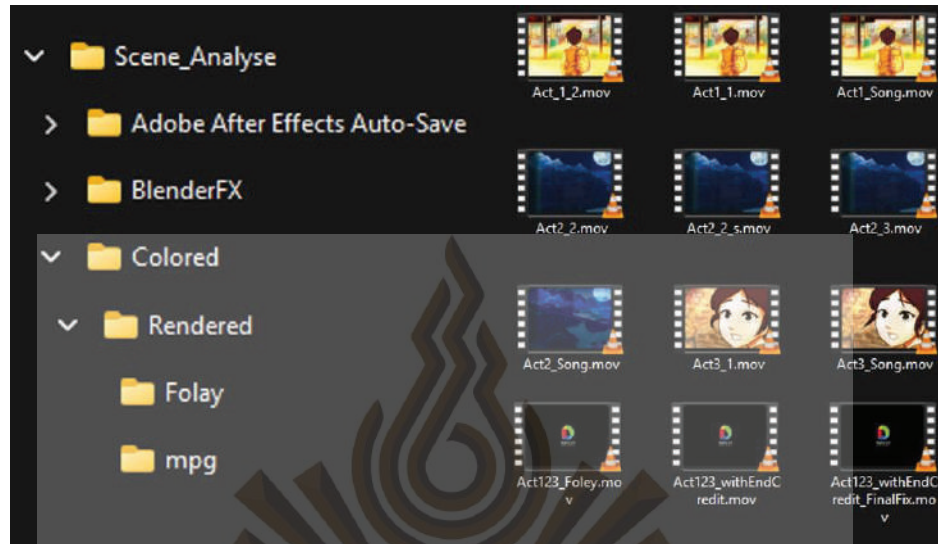 Scene_Analyse
Adobe After Effects Auto-Save
BlenderFX
Colored
Rendered
Folay
mpg
Act_1_2.mov
Act1_1.mov
Act1_Song.mov
Act2_2.mov
Act2_2_s.mov
Act2_3.mov
Act2_Song.mov
Act3_1.mov
Act3_Song.mov
Act123_Foley.mo
v
Act123_withEndC
redit.mov
Act123_withEndC
redit_FinalFix.mo
v